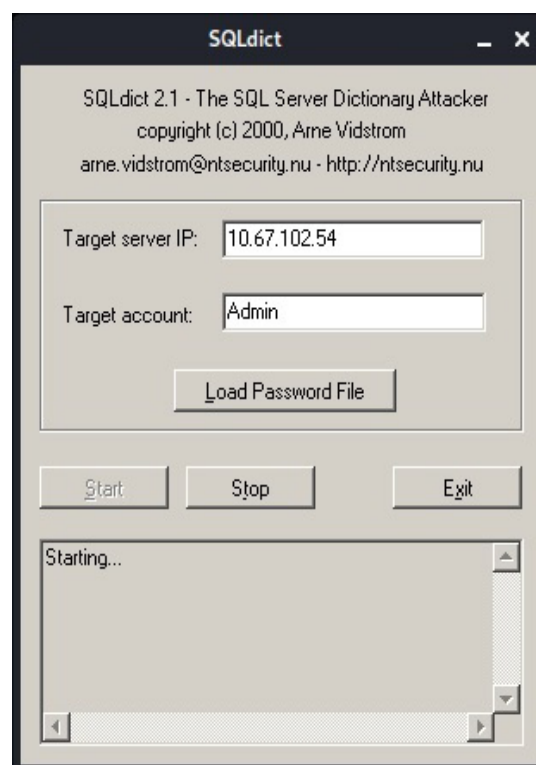 SQLdict
SQLdict 2.1 - The SQL Server Dictionary Attacker
copyright (c) 2000, Arne Vidstrom
arne.vidstrom@ntsecurity.nu - http://ntsecurity.nu
Target server IP: 10.67.102.54
Target account: Admin
Load Password File
Start Stop Exit
Starting...